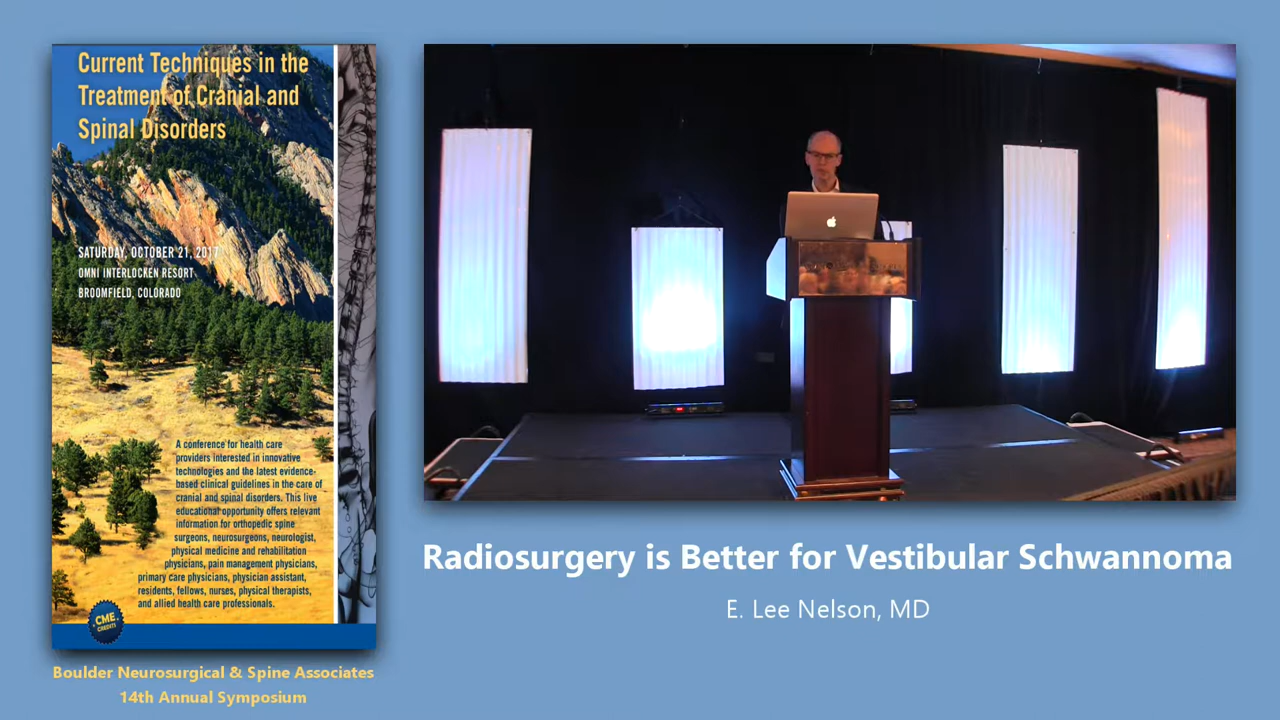 Current Techniques in the
Treatment of Cranial and
Spinal Disorders
SATURDAY, OCTOBER 21, 2017
OMNI INTERLOCKEN RESORT
BROOMFIELD, COLORADO
A conference for health care
providers interested in innovative
technologies and the latest evidence-
based clinical guidelines in the care of
cranial and spinal disorders. This live
educational opportunity offers relevant
information for orthopedic spine
surgeons, neurosurgeons, neurologist,
physical medicine and rehabilitation
physicians, pain management physicians,
primary care physicians, physician assistant,
residents, fellows, nurses, physical therapists,
and allied health care professionals.
CME
CREDITS
Boulder Neurosurgical & Spine Associates
14th Annual Symposium
Radiosurgery is Better for Vestibular Schwannoma
E. Lee Nelson, MD